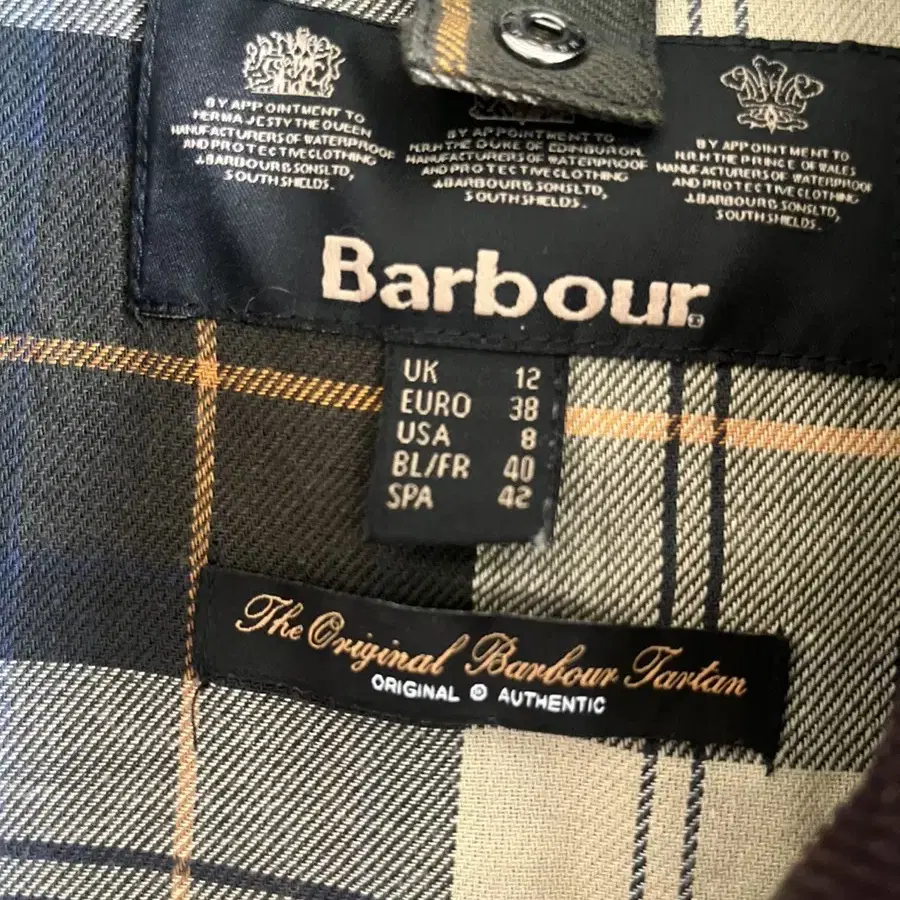 BY APPOINTMENT TO
HER MAJESTY THE QUEEN
MANUFACTURERS OF WATERPROOF
AND PROTECTIVE CLOTHING
J.BARBOUR & SONS LTD,
SOUTH SHIELDS.
BY APPOINTMENT TO
H.R.H THE DUKE OF EDINBURGH,
MANUFACTURERS OF WATERPROOF
AND PROTECTIVE CLOTHING
J.BARBOUR & SONS LTD,
SOUTH SHIELDS.
BY APPOINTMENT TO
H.R.H THE PRINCE OF WALES
MANUFACTURERS OF WATERPROOF
AND PROTECTIVE CLOTHING
J.BARBOUR & SONS LTD,
SOUTH SHIELDS.
Barbour®
UK 12
EURO 38
USA 8
BL/FR 40
SPA 42
The Original Barbour Tartan
ORIGINAL ® AUTHENTIC